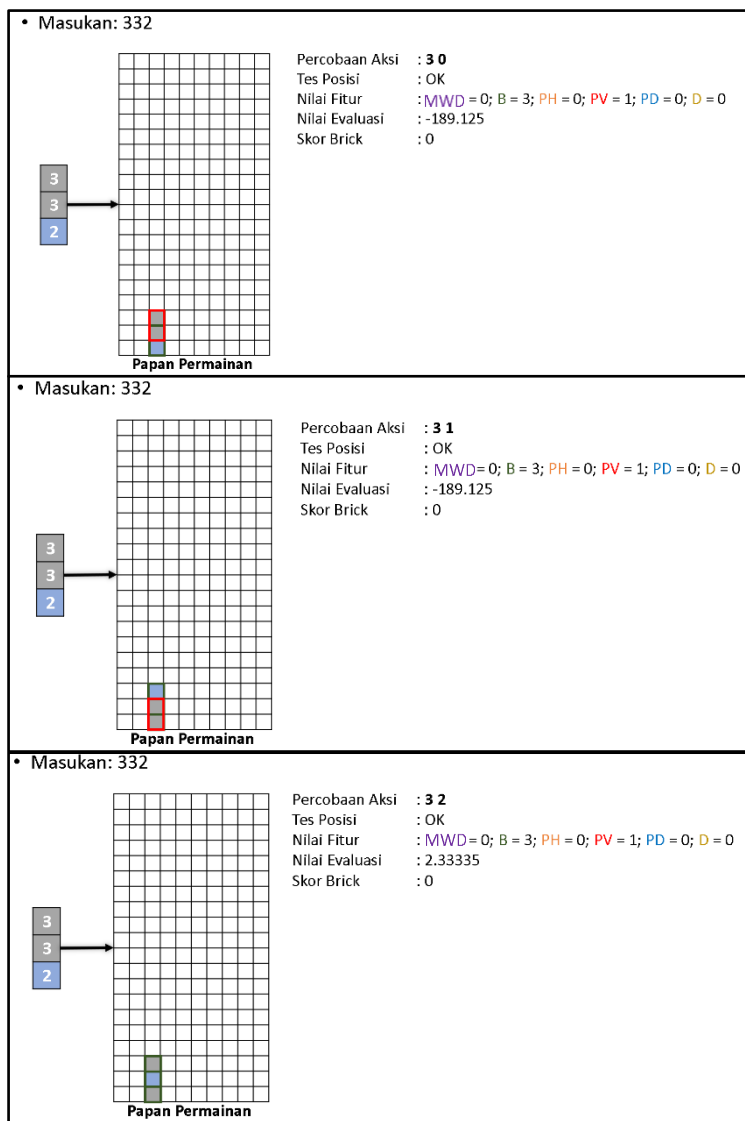 • Masukan: 332
Percobaan Aksi : 3 0
Tes Posisi : OK
Nilai Fitur : MWD = 0; B = 3; PH = 0; PV = 1; PD = 0; D = 0
Nilai Evaluasi : -189.125
Skor Brick : 0
3
3
2
Papan Permainan
• Masukan: 332
Percobaan Aksi : 3 1
Tes Posisi : OK
Nilai Fitur : MWD = 0; B = 3; PH = 0; PV = 1; PD = 0; D = 0
Nilai Evaluasi : -189.125
Skor Brick : 0
3
3
2
Papan Permainan
• Masukan: 332
Percobaan Aksi : 3 2
Tes Posisi : OK
Nilai Fitur : MWD = 0; B = 3; PH = 0; PV = 1; PD = 0; D = 0
Nilai Evaluasi : 2.33335
Skor Brick : 0
3
3
2
Papan Permainan